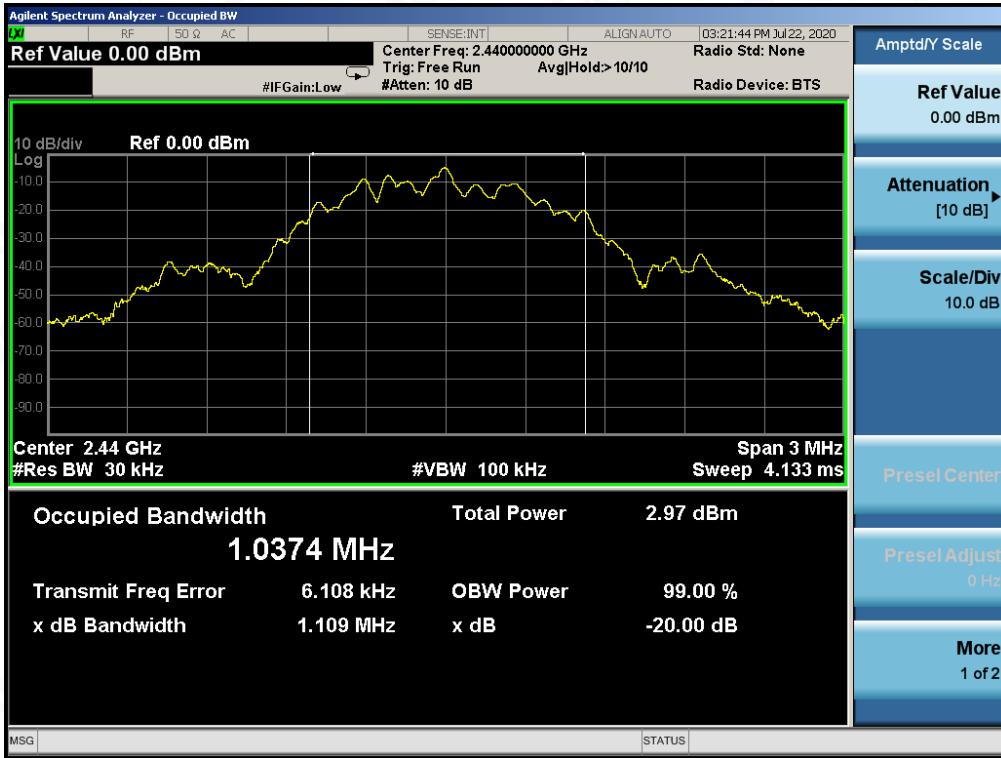 Agilent Spectrum Analyzer - Occupied BW
LXI RF 50 Ω AC SENSE:INT ALIGN AUTO 03:21:44 PM Jul 22, 2020
Ref Value 0.00 dBm
Center Freq: 2.440000000 GHz
Radio Std: None
Trig: Free Run Avg|Hold:> 10/10
#IFGain:Low
#Atten: 10 dB
Radio Device: BTS
10 dB/div Ref 0.00 dBm
Log
-10.0
-20.0
-30.0
-40.0
-50.0
-60.0
-70.0
-80.0
-90.0
Center 2.44 GHz Span 3 MHz
#Res BW 30 kHz #VBW 100 kHz Sweep 4.133 ms
Occupied Bandwidth Total Power 2.97 dBm
1.0374 MHz
Transmit Freq Error 6.108 kHz OBW Power 99.00 %
x dB Bandwidth 1.109 MHz x dB -20.00 dB
Amptd/Y Scale
Ref Value
0.00 dBm
Attenuation
[10 dB]
Scale/Div
10.0 dB
Presel Center
Presel Adjust
0 Hz
More
1 of 2
MSG STATUS